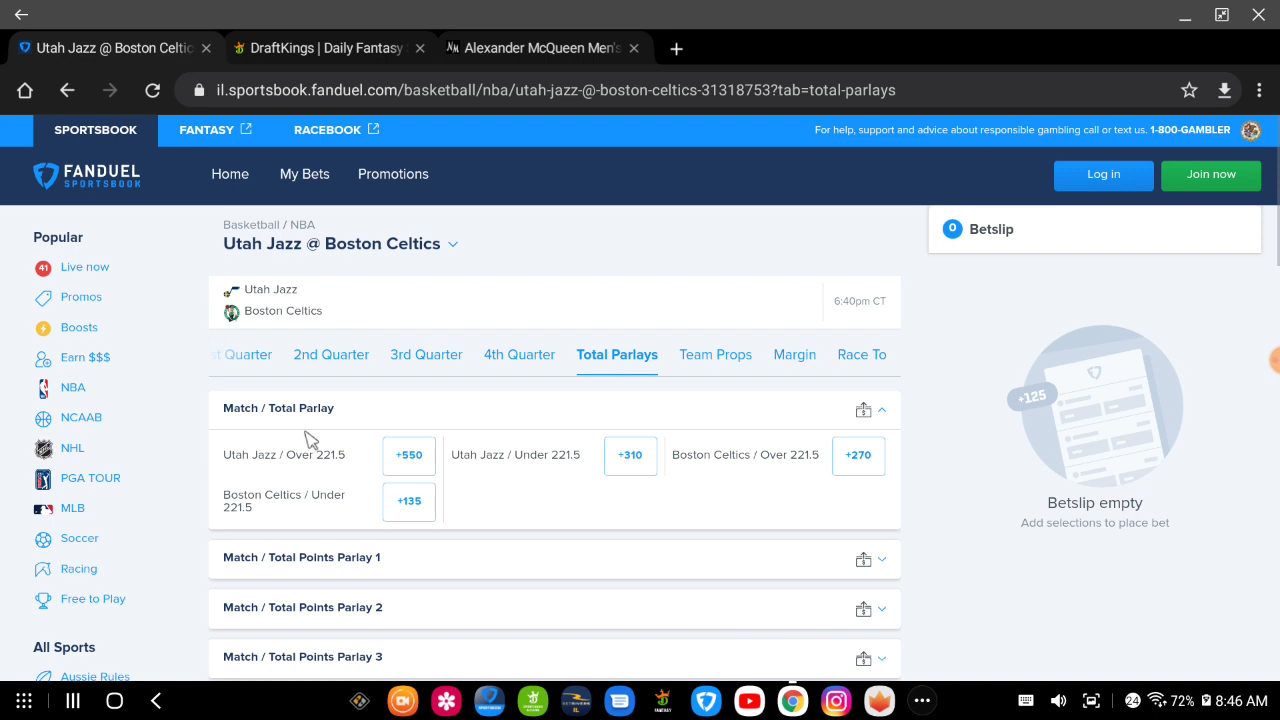 Utah Jazz @ Boston Celtic
DraftKings | Daily Fantasy
Alexander McQueen Men's
il.sportsbook.fanduel.com/basketball/nba/utah-jazz-@-boston-celtics-31318753?tab=total-parlays
SPORTSBOOK
FANTASY
RACEBOOK
For help, support and advice about responsible gambling call or text us. 1-800-GAMBLER
FANDUEL
SPORTSBOOK
Home
My Bets
Promotions
Log in
Join now
Popular
41 Live now
Promos
Boosts
Earn $$$
NBA
NCAAB
NHL
PGA TOUR
MLB
Soccer
Racing
Free to Play
All Sports
Aussie Rules
Basketball / NBA
Utah Jazz @ Boston Celtics
Utah Jazz
Boston Celtics
6:40pm CT
st Quarter
2nd Quarter
3rd Quarter
4th Quarter
Total Parlays
Team Props
Margin
Race To
Match / Total Parlay
Utah Jazz / Over 221.5
+550
Utah Jazz / Under 221.5
+310
Boston Celtics / Over 221.5
+270
Boston Celtics / Under
221.5
+135
Match / Total Points Parlay 1
Match / Total Points Parlay 2
Match / Total Points Parlay 3
0 Betslip
+125
Betslip empty
Add selections to place bet
24
72%
8:46 AM